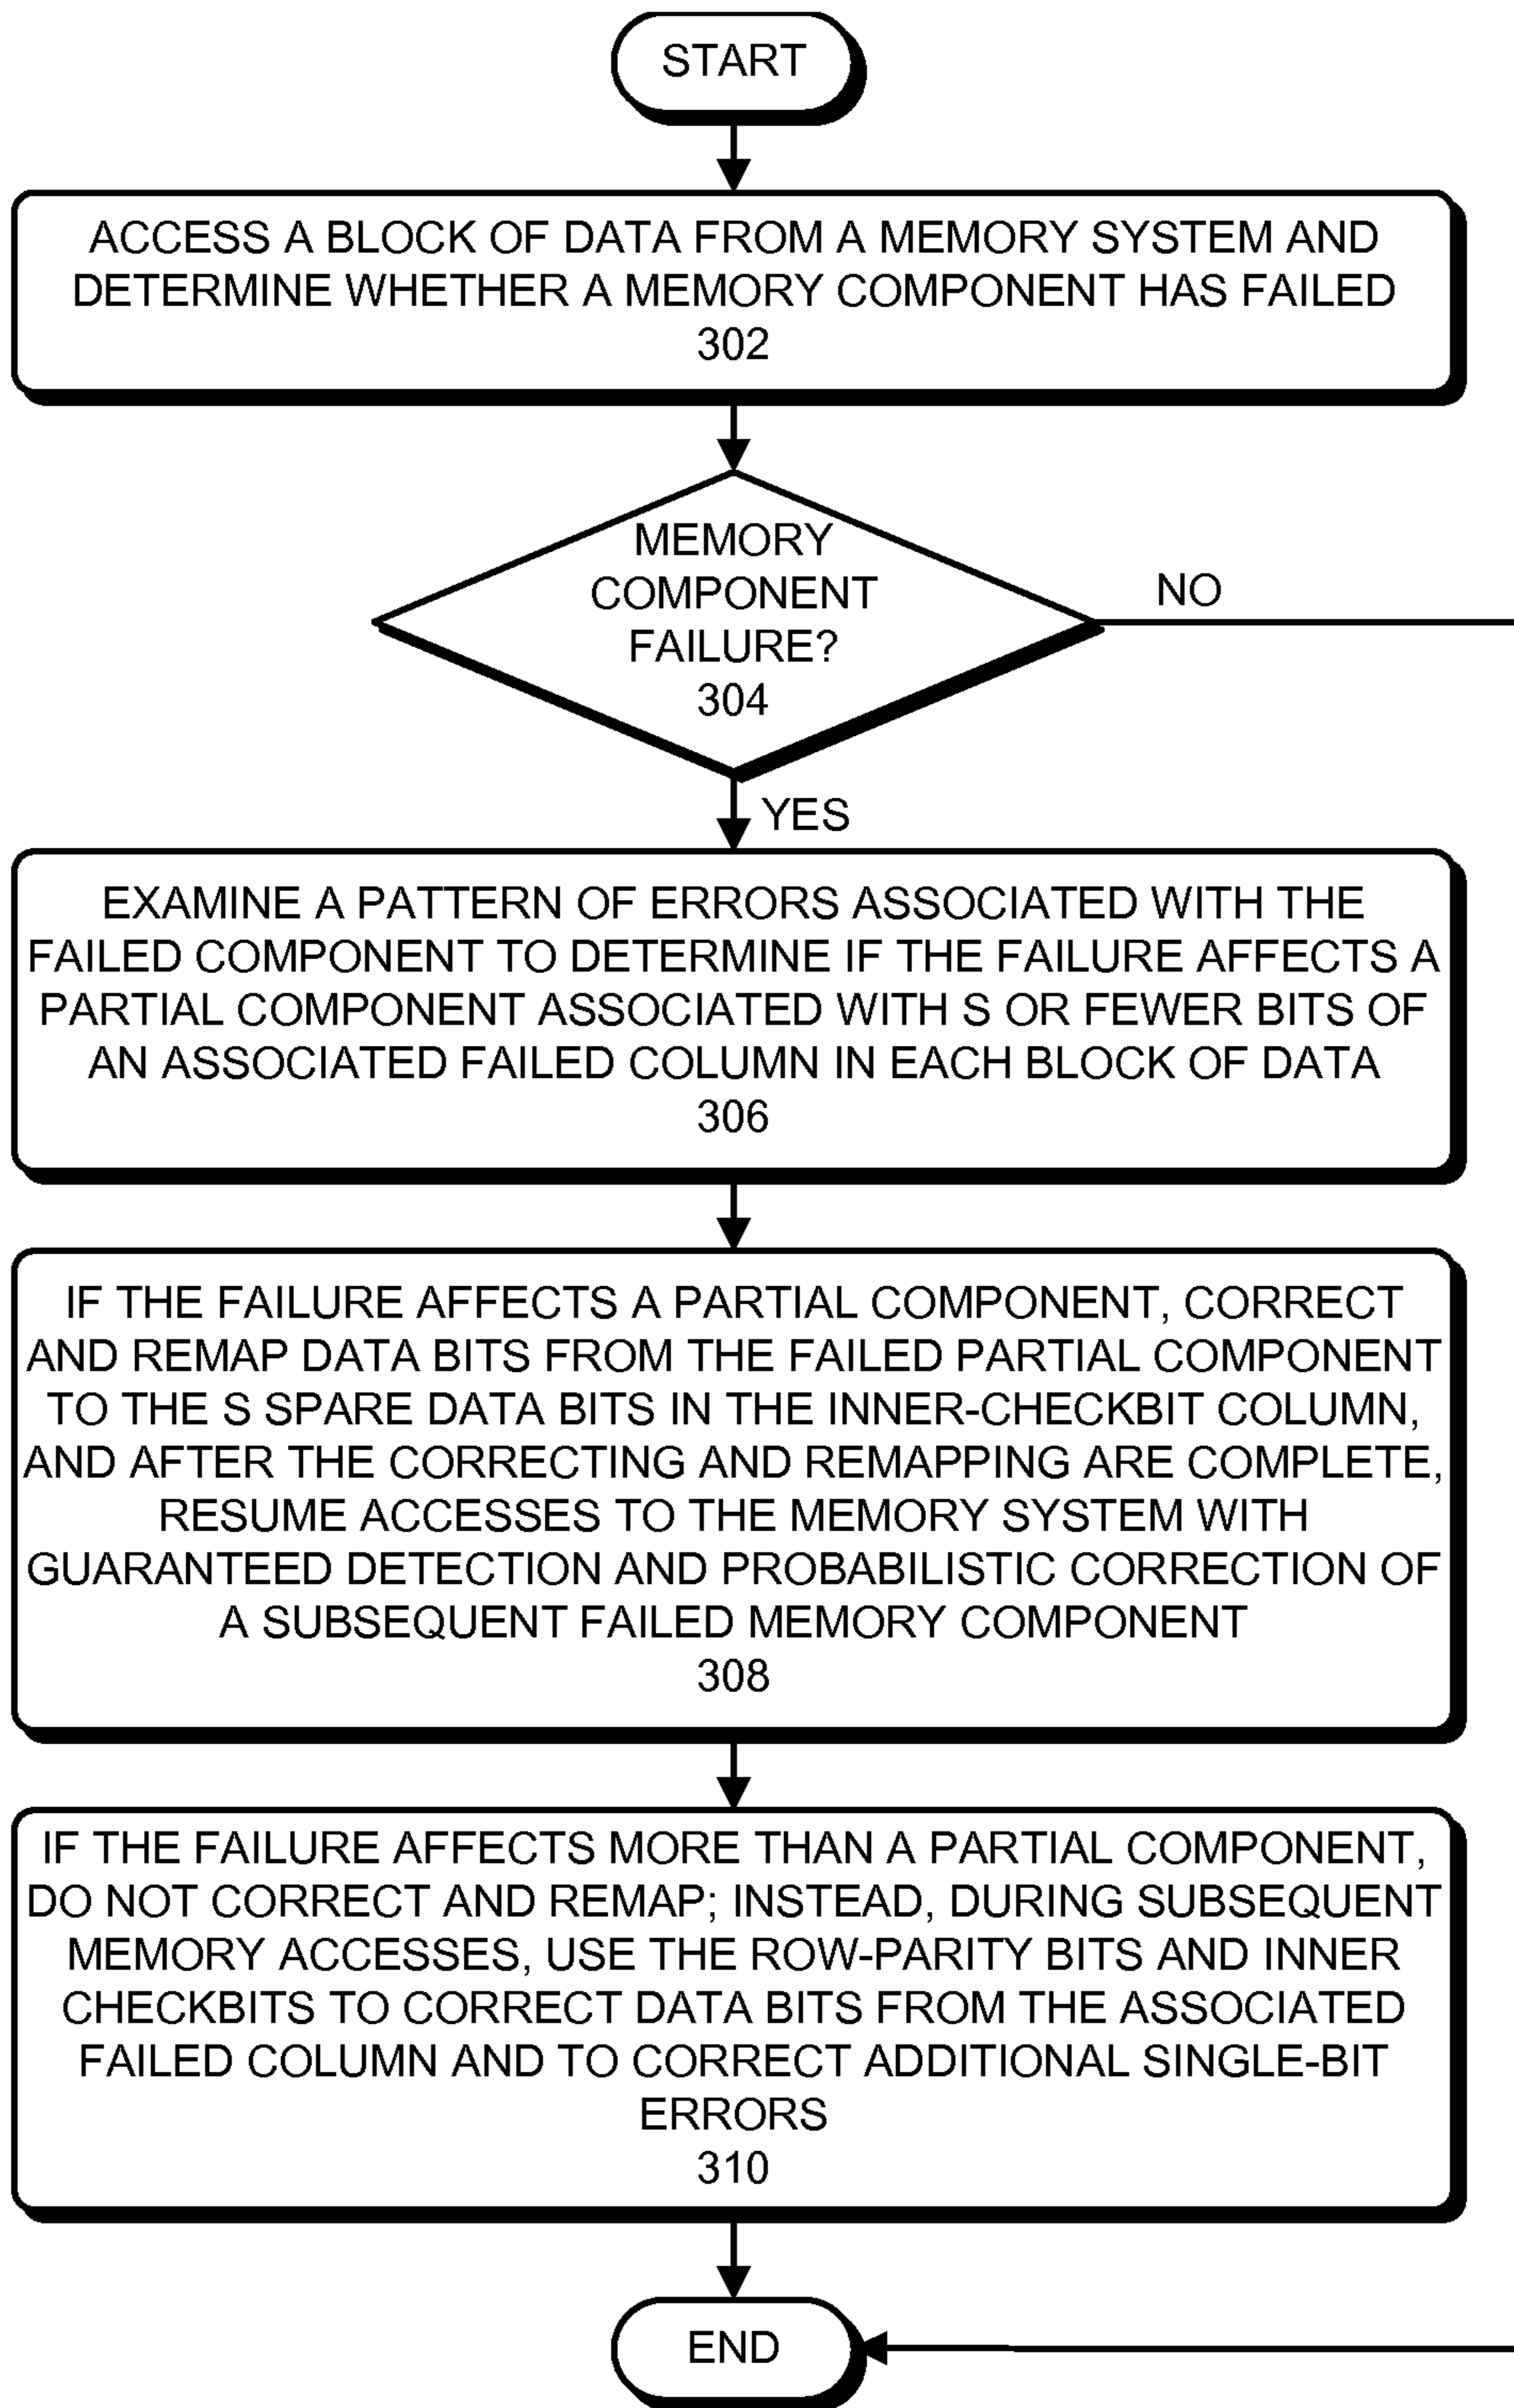 START
ACCESS A BLOCK OF DATA FROM A MEMORY SYSTEM AND
DETERMINE WHETHER A MEMORY COMPONENT HAS FAILED
302
MEMORY
COMPONENT
FAILURE?
304
NO
YES
EXAMINE A PATTERN OF ERRORS ASSOCIATED WITH THE
FAILED COMPONENT TO DETERMINE IF THE FAILURE AFFECTS A
PARTIAL COMPONENT ASSOCIATED WITH S OR FEWER BITS OF
AN ASSOCIATED FAILED COLUMN IN EACH BLOCK OF DATA
306
IF THE FAILURE AFFECTS A PARTIAL COMPONENT, CORRECT
AND REMAP DATA BITS FROM THE FAILED PARTIAL COMPONENT
TO THE S SPARE DATA BITS IN THE INNER-CHECKBIT COLUMN,
AND AFTER THE CORRECTING AND REMAPPING ARE COMPLETE,
RESUME ACCESSES TO THE MEMORY SYSTEM WITH
GUARANTEED DETECTION AND PROBABILISTIC CORRECTION OF
A SUBSEQUENT FAILED MEMORY COMPONENT
308
IF THE FAILURE AFFECTS MORE THAN A PARTIAL COMPONENT,
DO NOT CORRECT AND REMAP; INSTEAD, DURING SUBSEQUENT
MEMORY ACCESSES, USE THE ROW-PARITY BITS AND INNER
CHECKBITS TO CORRECT DATA BITS FROM THE ASSOCIATED
FAILED COLUMN AND TO CORRECT ADDITIONAL SINGLE-BIT
ERRORS
310
END